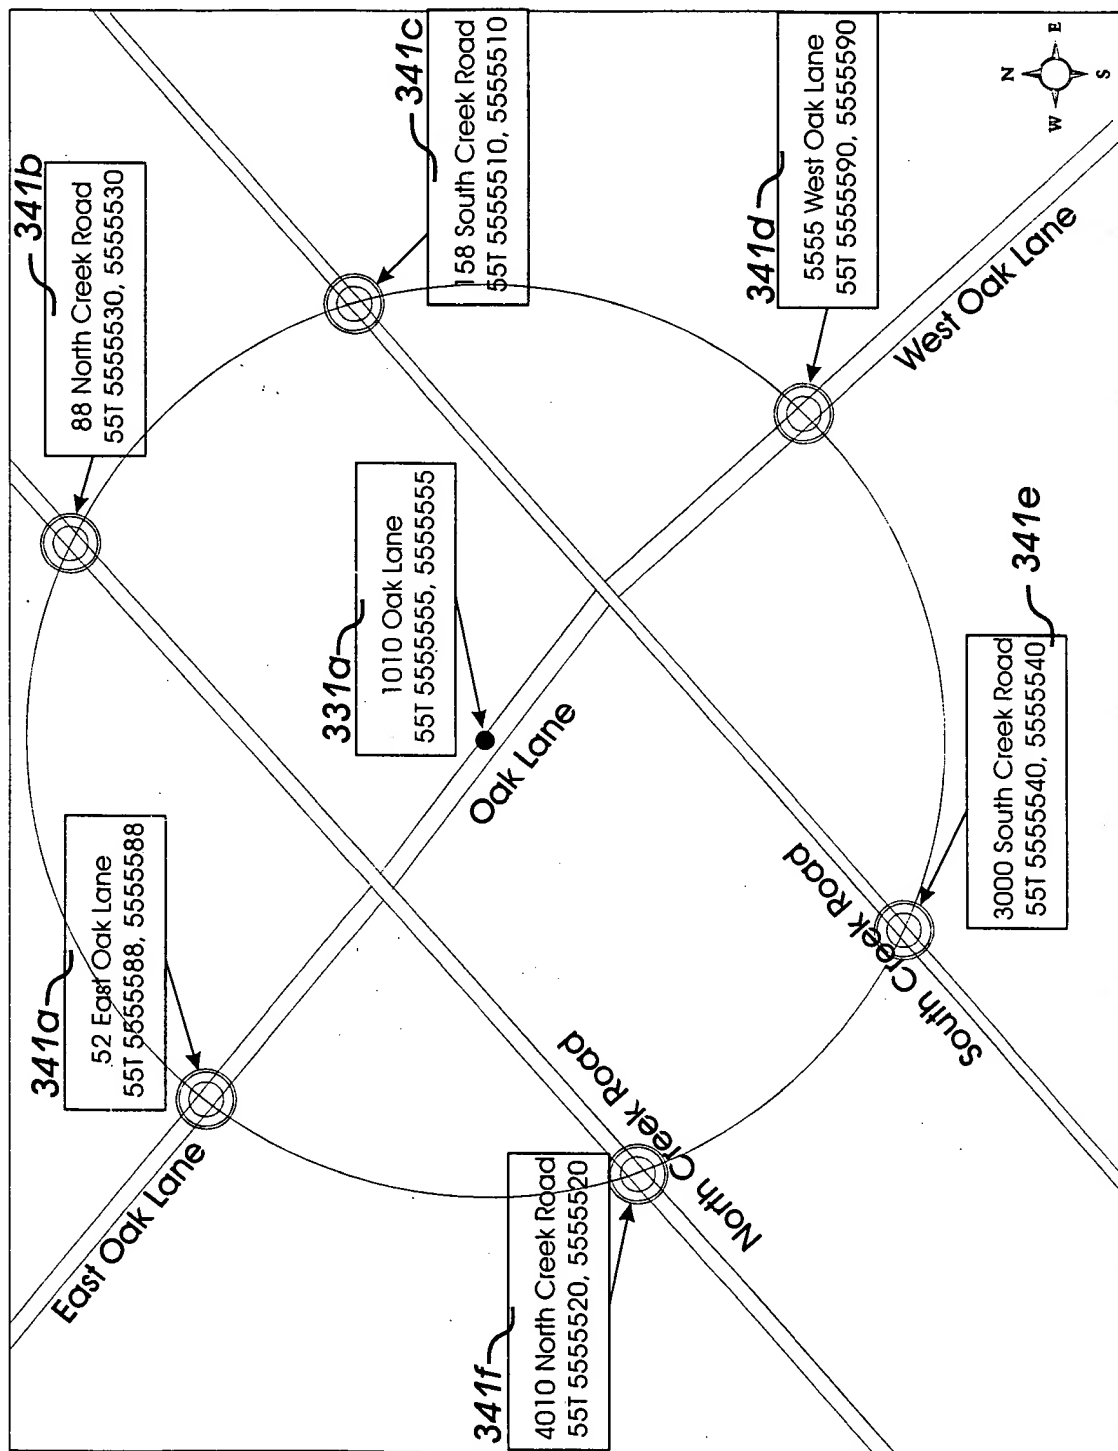 341a
52 East Oak Lane
55T 5555588, 5555588
341b
88 North Creek Road
55T 5555530, 5555530
341c
158 South Creek Road
55T 5555510, 5555510
331a
1010 Oak Lane
55T 5555555, 5555555
341d
5555 West Oak Lane
55T 5555590, 5555590
341e
3000 South Creek Road
55T 5555540, 5555540
341f
4010 North Creek Road
55T 5555520, 5555520
East Oak Lane
Oak Lane
West Oak Lane
North Creek Road
South Creek Road
N
W
E
S